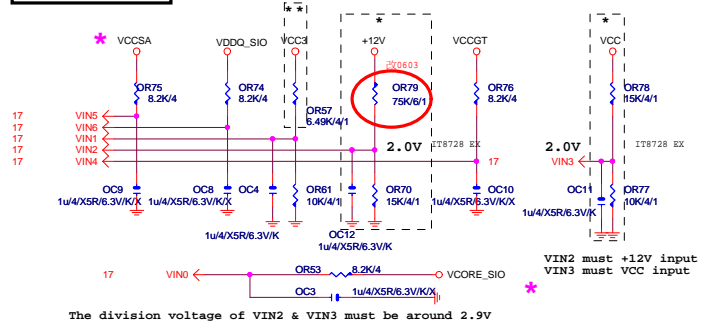 * *
* VCCSA VDDQ_SIO VCC3 * +12V VCCGT * VCC
改0603
OR75 OR74 OR79 OR76 OR78
8.2K/4 8.2K/4 75K/6/1 8.2K/4 15K/4/1
OR57
6.49K/4/1
17 VIN5
17 VIN6
17 VIN1
17 VIN2 2.0V IT8728 EX 2.0V IT8728 EX
17 VIN4 17 VIN3
OC9 OC8 OC4 OR61 OR70 OC10 OC11 OR77
1u/4/X5R/6.3V/K/X 1u/4/X5R/6.3V/K/X 10K/4/1 15K/4/1 1u/4/X5R/6.3V/K/X 10K/4/1
1u/4/X5R/6.3V/K
OC12
1u/4/X5R/6.3V/K
1u/4/X5R/6.3V/K
VIN2 must +12V input
VIN3 must VCC input
17 VIN0 OR53 8.2K/4 VCORE_SIO
*
OC3 1u/4/X5R/6.3V/K/X
The division voltage of VIN2 & VIN3 must be around 2.9V